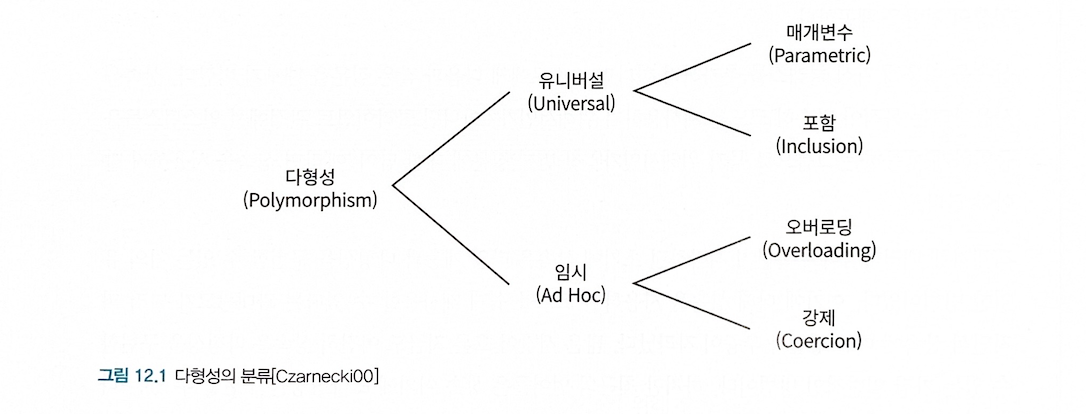 매개변수
(Parametric)
유니버설
(Universal)
포함
(Inclusion)
다형성
(Polymorphism)
오버로딩
(Overloading)
임시
(Ad Hoc)
강제
(Coercion)
그림 12.1 다형성의 분류[Czarnecki00]